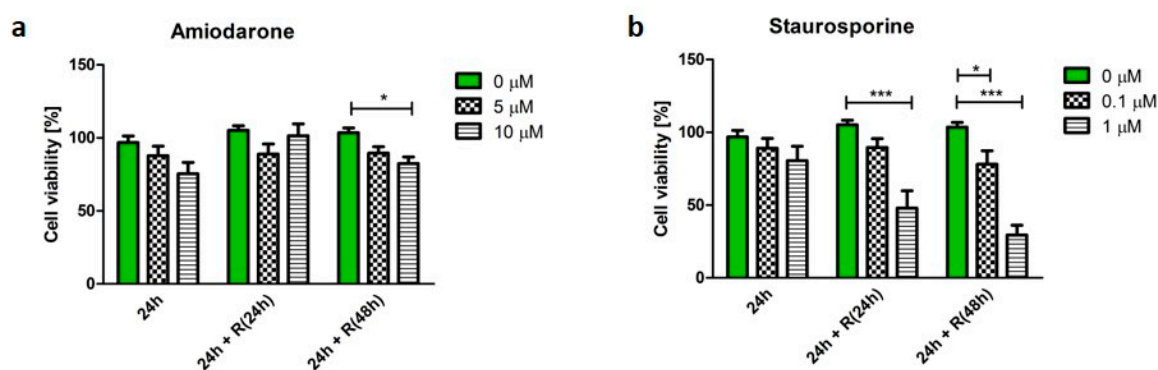 a
Amiodarone
Cell viability [%]
150
100
50
0
24h
24h + R(24h)
24h + R(48h)
*
0 μM
5 μM
10 μM
b
Staurosporine
Cell viability [%]
150
100
50
0
24h
24h + R(24h)
24h + R(48h)
***
*
***
0 μM
0.1 μM
1 μM